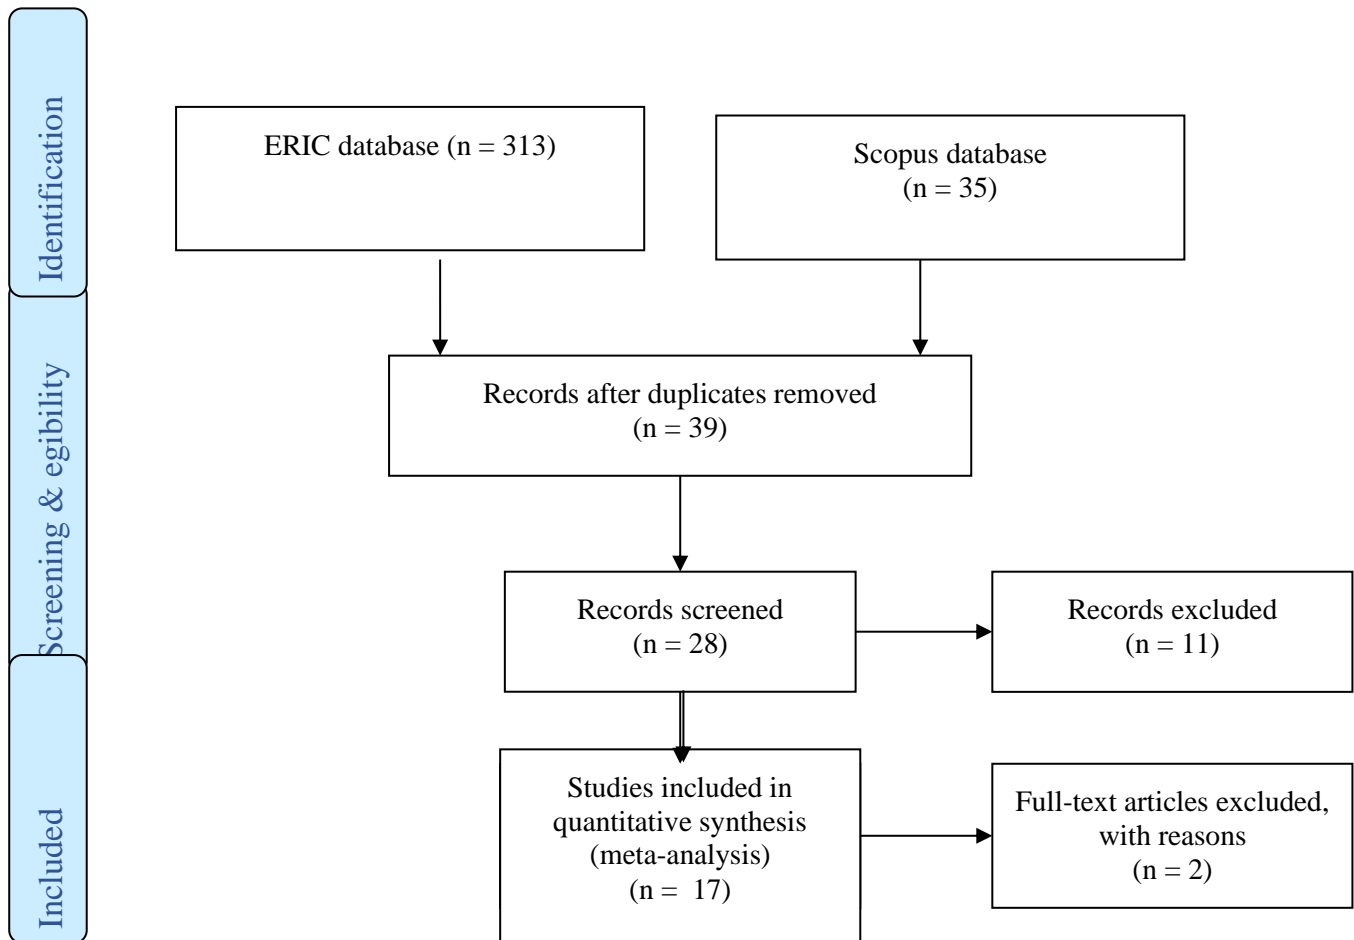 Identification
ERIC database (n = 313)
Scopus database
(n = 35)
Screening & egibility
Records after duplicates removed
(n = 39)
Records screened
(n = 28)
Records excluded
(n = 11)
Included
Studies included in
quantitative synthesis
(meta-analysis)
(n = 17)
Full-text articles excluded,
with reasons
(n = 2)